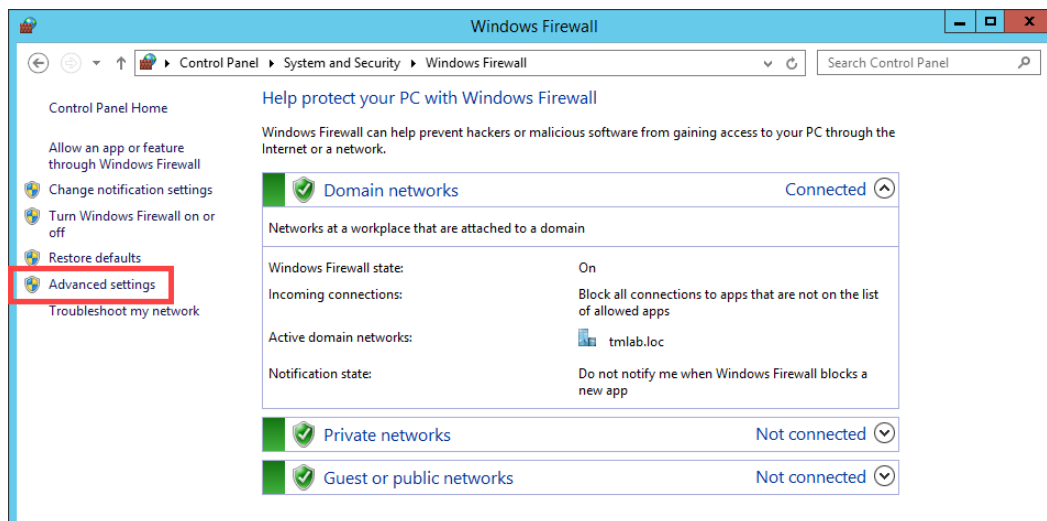 Windows Firewall
Control Panel System and Security Windows Firewall
Search Control Panel
Control Panel Home
Allow an app or feature
through Windows Firewall
Change notification settings
Turn Windows Firewall on or
off
Restore defaults
Advanced settings
Troubleshoot my network
Help protect your PC with Windows Firewall
Windows Firewall can help prevent hackers or malicious software from gaining access to your PC through the
Internet or a network.
Domain networks Connected
Networks at a workplace that are attached to a domain
Windows Firewall state: On
Incoming connections: Block all connections to apps that are not on the list
of allowed apps
Active domain networks: tmlab.loc
Notification state: Do not notify me when Windows Firewall blocks a
new app
Private networks Not connected
Guest or public networks Not connected